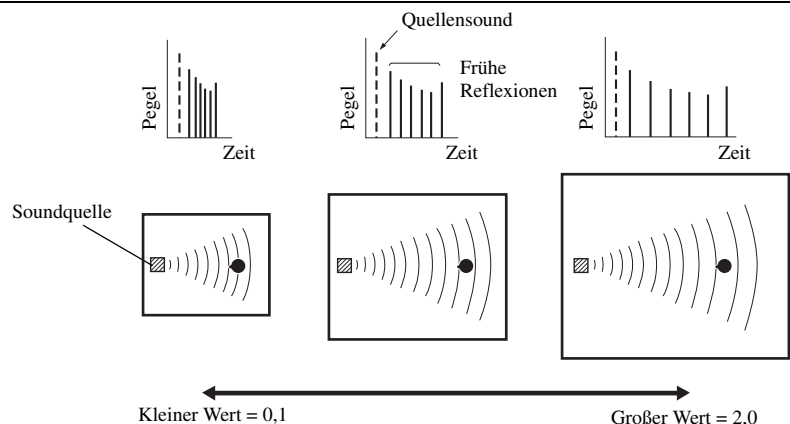 Quellensound
Frühe
Reflexionen
Pegel
Pegel
Pegel
Zeit
Zeit
Zeit
Soundquelle
Kleiner Wert = 0,1
Großer Wert = 2,0